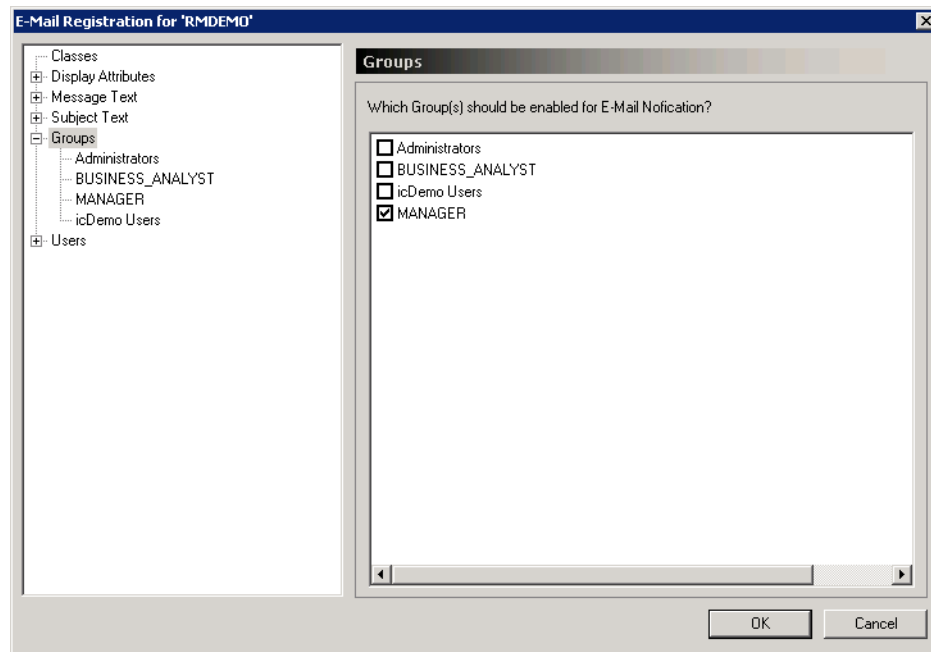 E-Mail Registration for 'RMDEMO'
Classes
Display Attributes
Message Text
Subject Text
Groups
Administrators
BUSINESS_ANALYST
MANAGER
icDemo Users
Users
Groups
Which Group(s) should be enabled for E-Mail Nofication?
Administrators
BUSINESS_ANALYST
icDemo Users
MANAGER
OK
Cancel